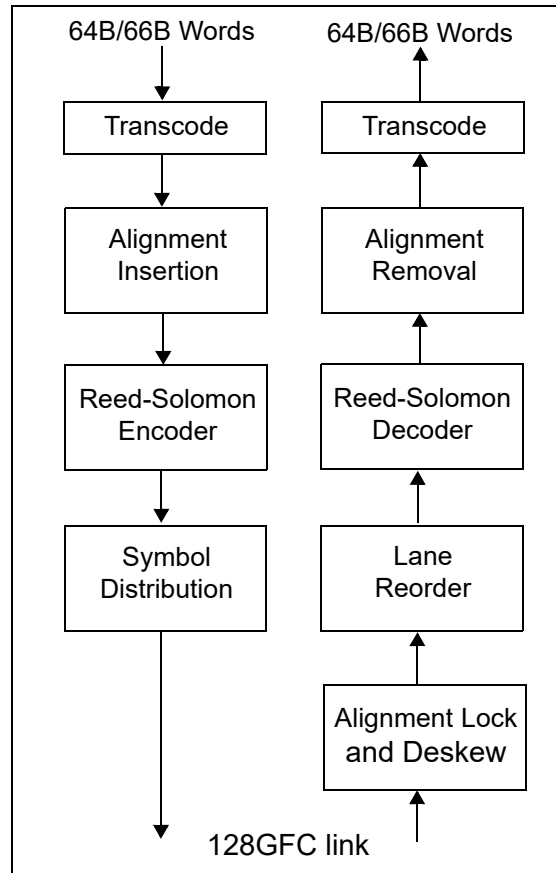 64B/66B Words
Transcode
Alignment
Insertion
Reed-Solomon
Encoder
Symbol
Distribution
64B/66B Words
Transcode
Alignment
Removal
Reed-Solomon
Decoder
Lane
Reorder
Alignment Lock
and Deskew
128GFC link